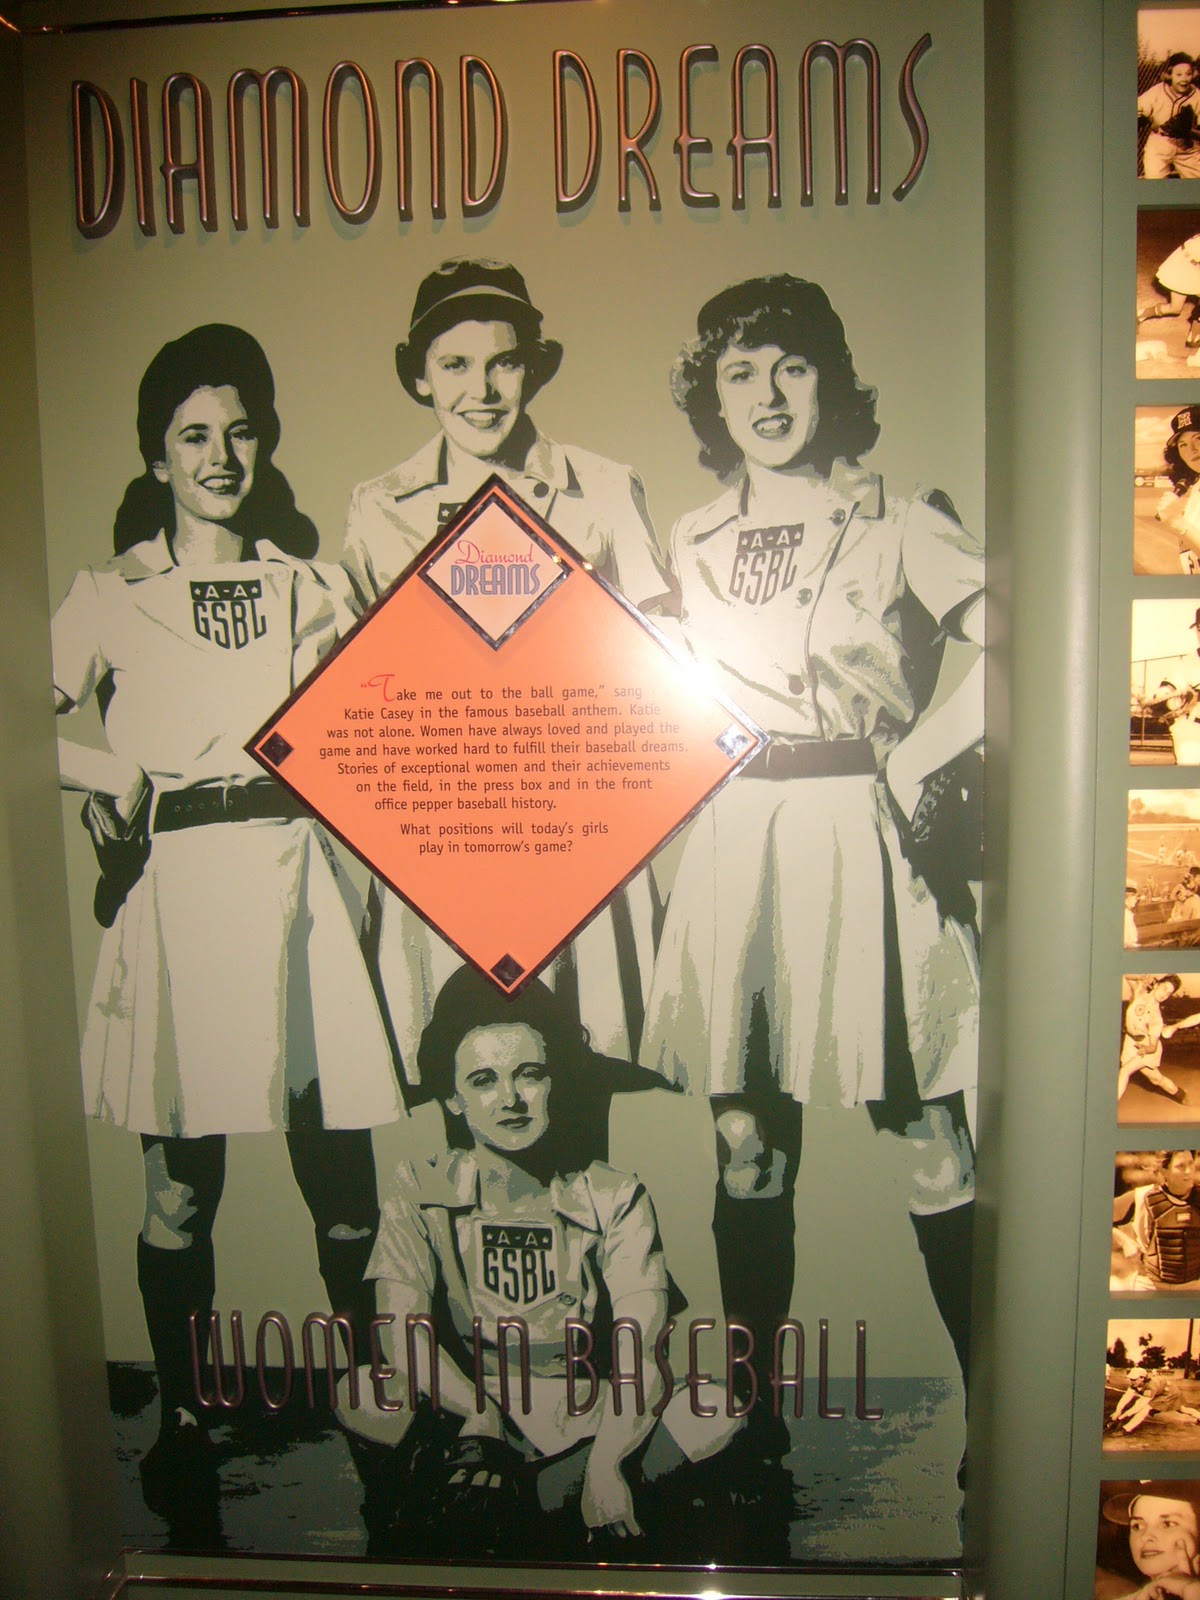 DIAMOND DREAMS
A-A
GSBL
A-A
GSBL
Diamond
DREAMS
"Take me out to the ball game," sang
Katie Casey in the famous baseball anthem. Katie
was not alone. Women have always loved and played the
game and have worked hard to fulfill their baseball dreams.
Stories of exceptional women and their achievements
on the field, in the press box and in the front
office pepper baseball history.
What positions will today's girls
play in tomorrow's game?
A-A
GSBL
WOMEN IN BASEBALL
M